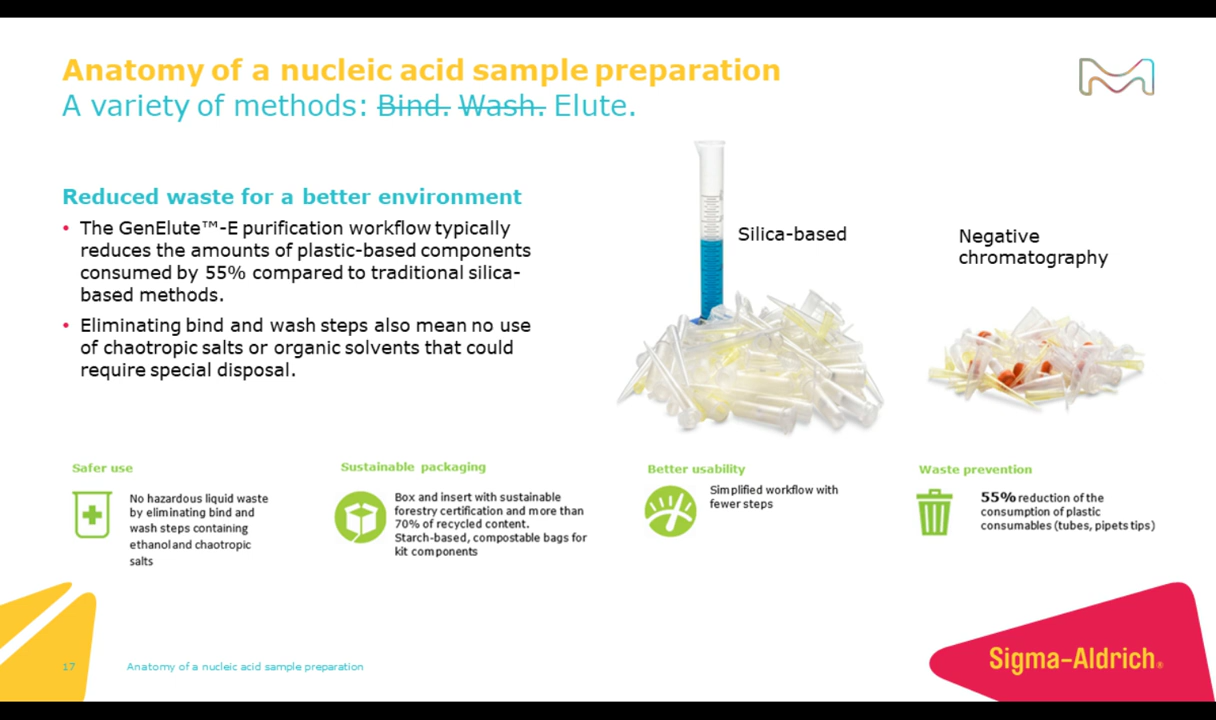 Anatomy of a nucleic acid sample preparation
A variety of methods: Bind. Wash. Elute.
Reduced waste for a better environment
• The GenElute™-E purification workflow typically
reduces the amounts of plastic-based components
consumed by 55% compared to traditional silica-
based methods.
• Eliminating bind and wash steps also mean no use
of chaotropic salts or organic solvents that could
require special disposal.
Silica-based
Negative
chromatography
Safer use
No hazardous liquid waste
by eliminating bind and
wash steps containing
ethanol and chaotropic
salts
Sustainable packaging
Box and insert with sustainable
forestry certification and more than
70% of recycled content.
Starch-based, compostable bags for
kit components
Better usability
Simplified workflow with
fewer steps
Waste prevention
55% reduction of the
consumption of plastic
consumables (tubes, pipets tips)
17
Anatomy of a nucleic acid sample preparation
Sigma-Aldrich®